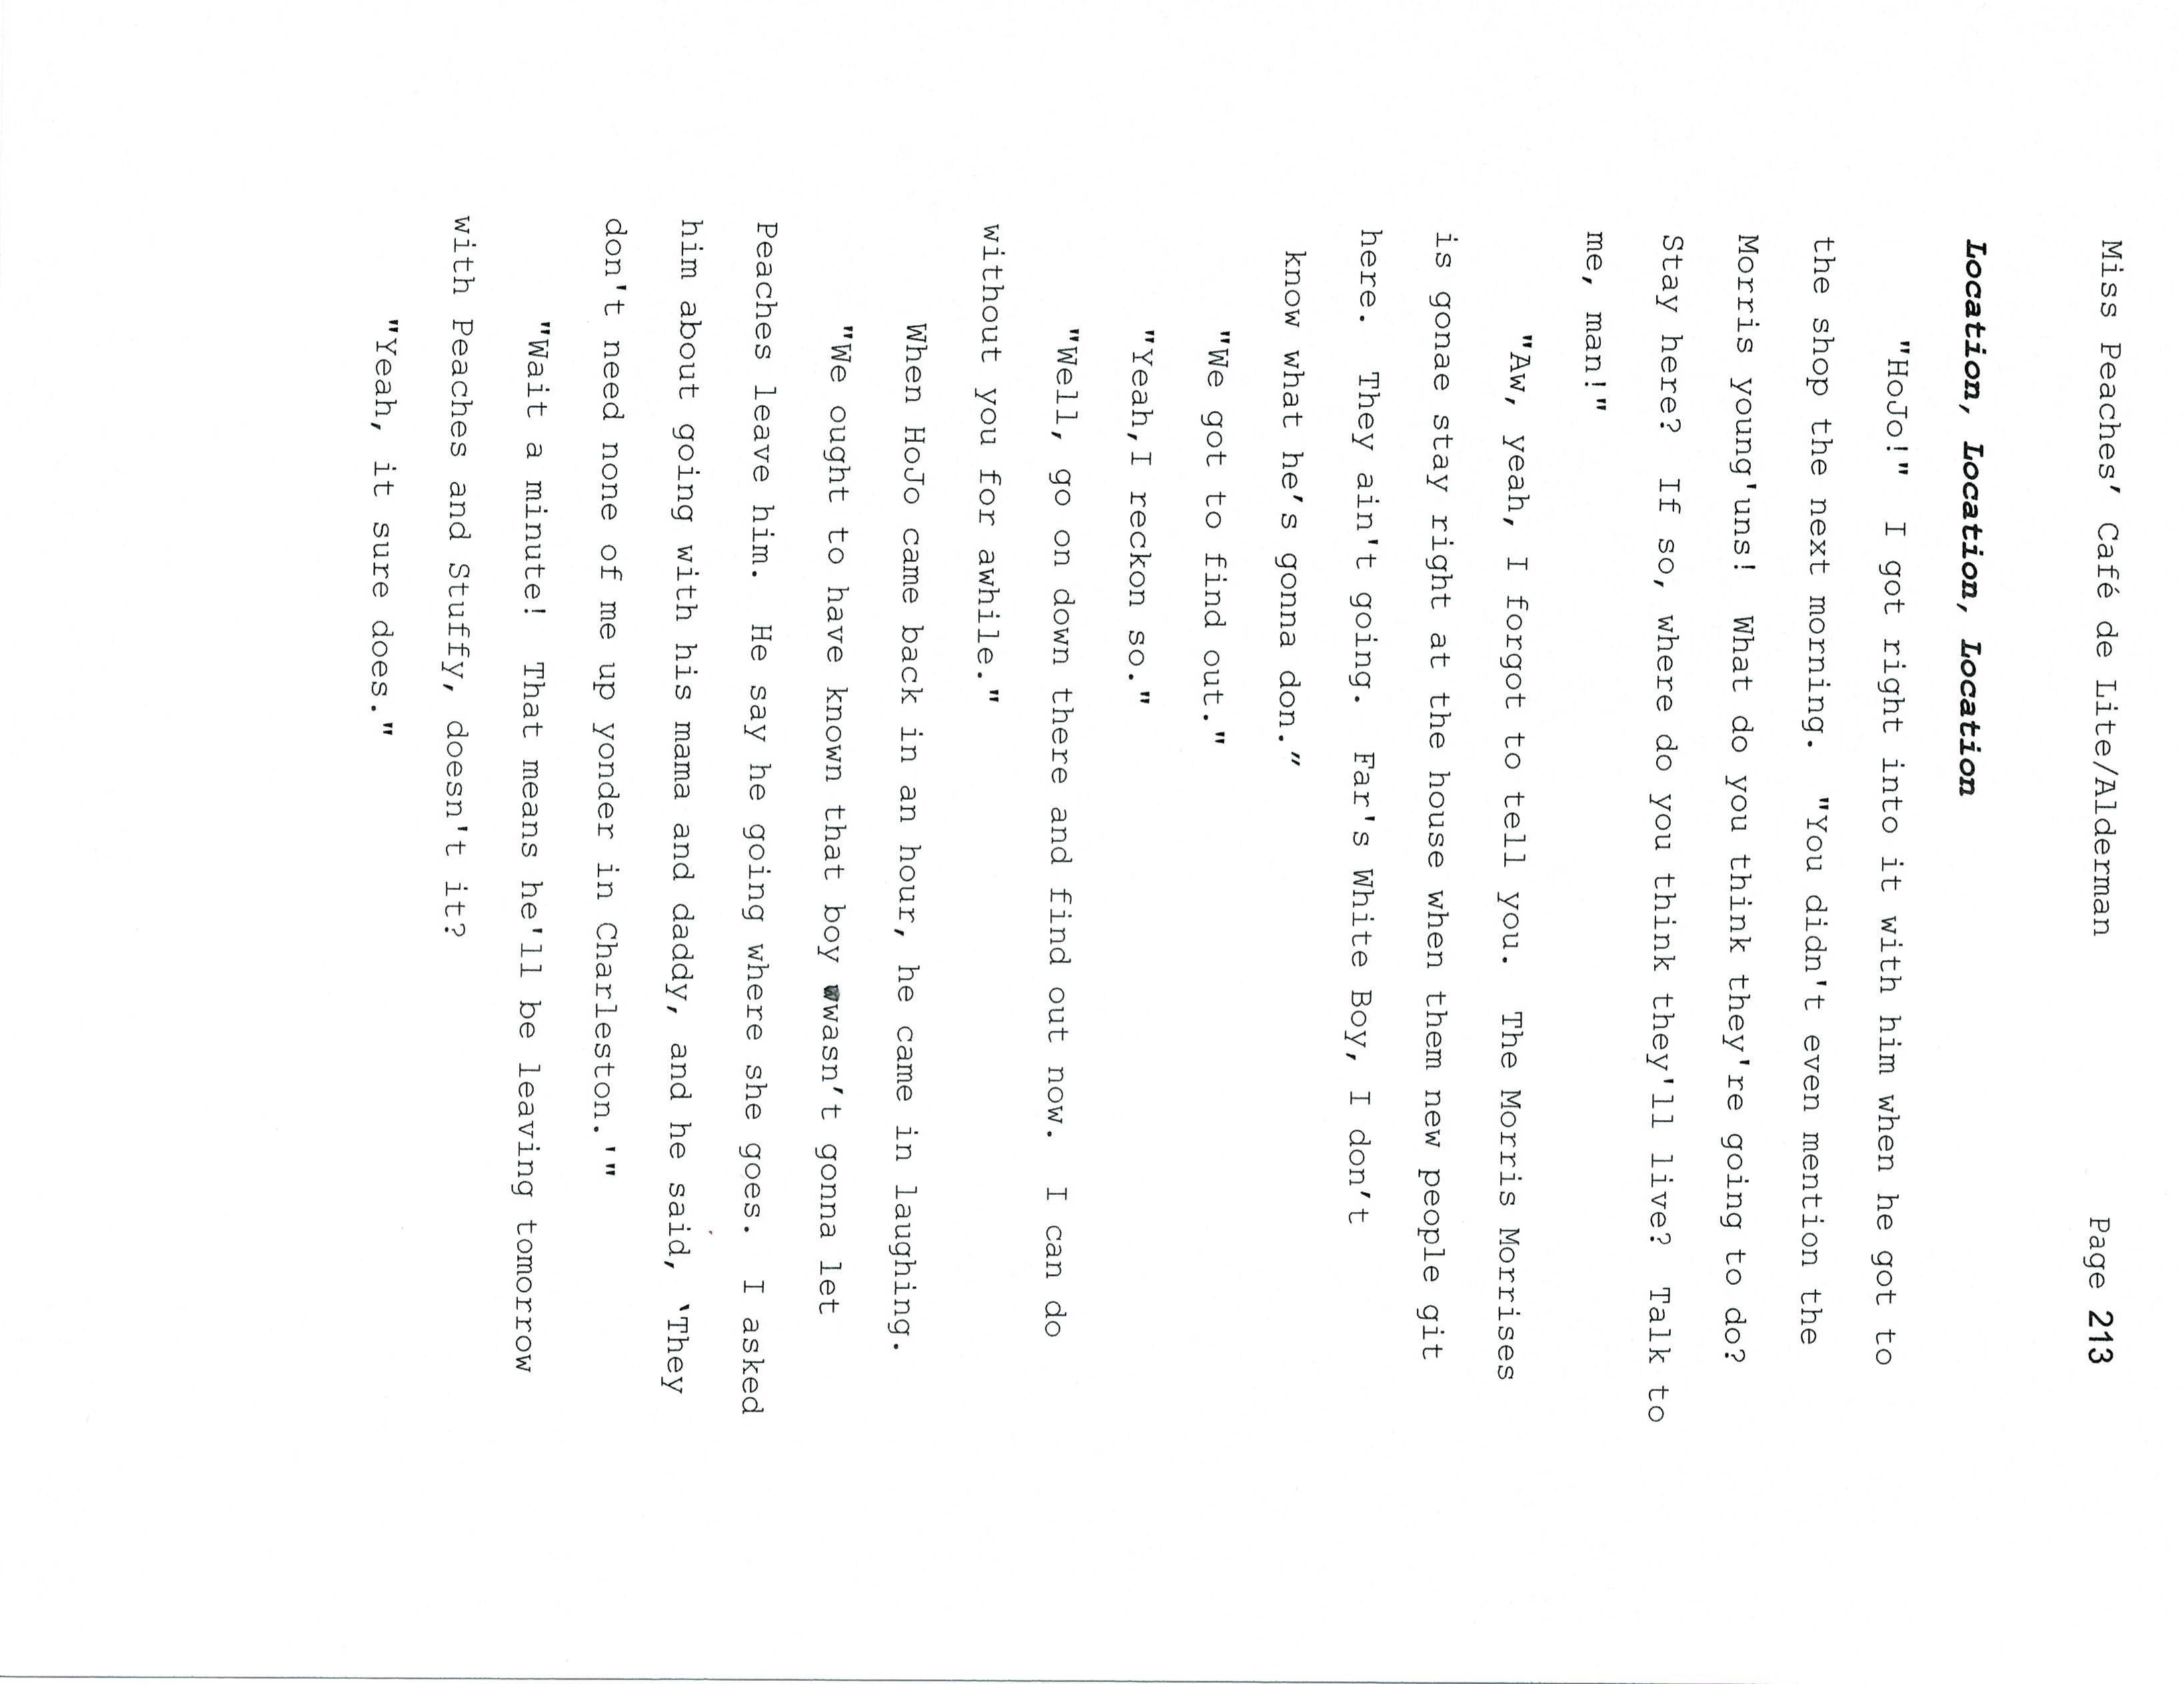 Miss Peaches’ Café de Lite/Alderman Page 213
Location, Location, Location
"HoJo!" I got right into it with him when he got to
the shop the next morning. "You didn't even mention the
Morris young'uns! What do you think they're going to do?
Stay here? If so, where do you think they'll live? Talk to
me, man!"
"Aw, yeah, I forgot to tell you. The Morris Morrises
is gonae stay right at the house when them new people git
here. They ain't going. Far's White Boy, I don’t
know what he’s gonna don.”
"We got to find out."
"Yeah,I reckon so."
"Well, go on down there and find out now. I can do
without you for awhile."
When HoJo came back in an hour, he came in laughing.
"We ought to have known that boy wwasn’t gonna let
Peaches leave him. He say he going where she goes. I asked
him about going with his mama and daddy, and he said, ‘They
don't need none of me up yonder in Charleston.'"
"Wait a minute! That means he'll be leaving tomorrow
with Peaches and Stuffy, doesn't it?
"Yeah, it sure does."